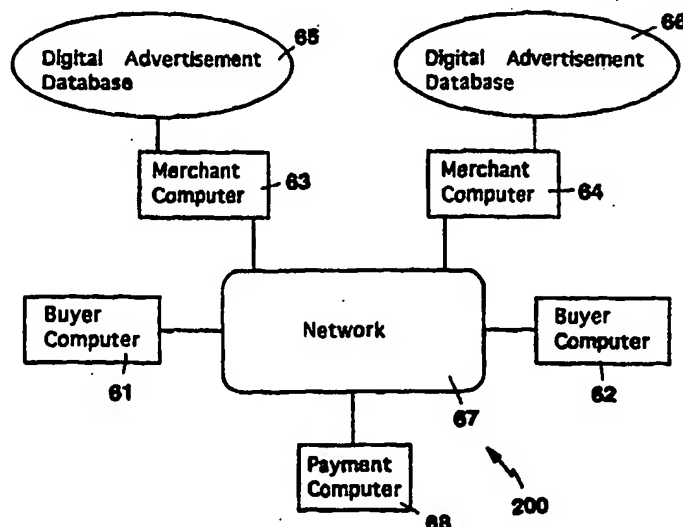 65
66
Digital Advertisement
Database
Digital Advertisement
Database
Merchant
Computer
63
Merchant
Computer
64
Buyer
Computer
61
Network
67
Buyer
Computer
62
Payment
Computer
68
200